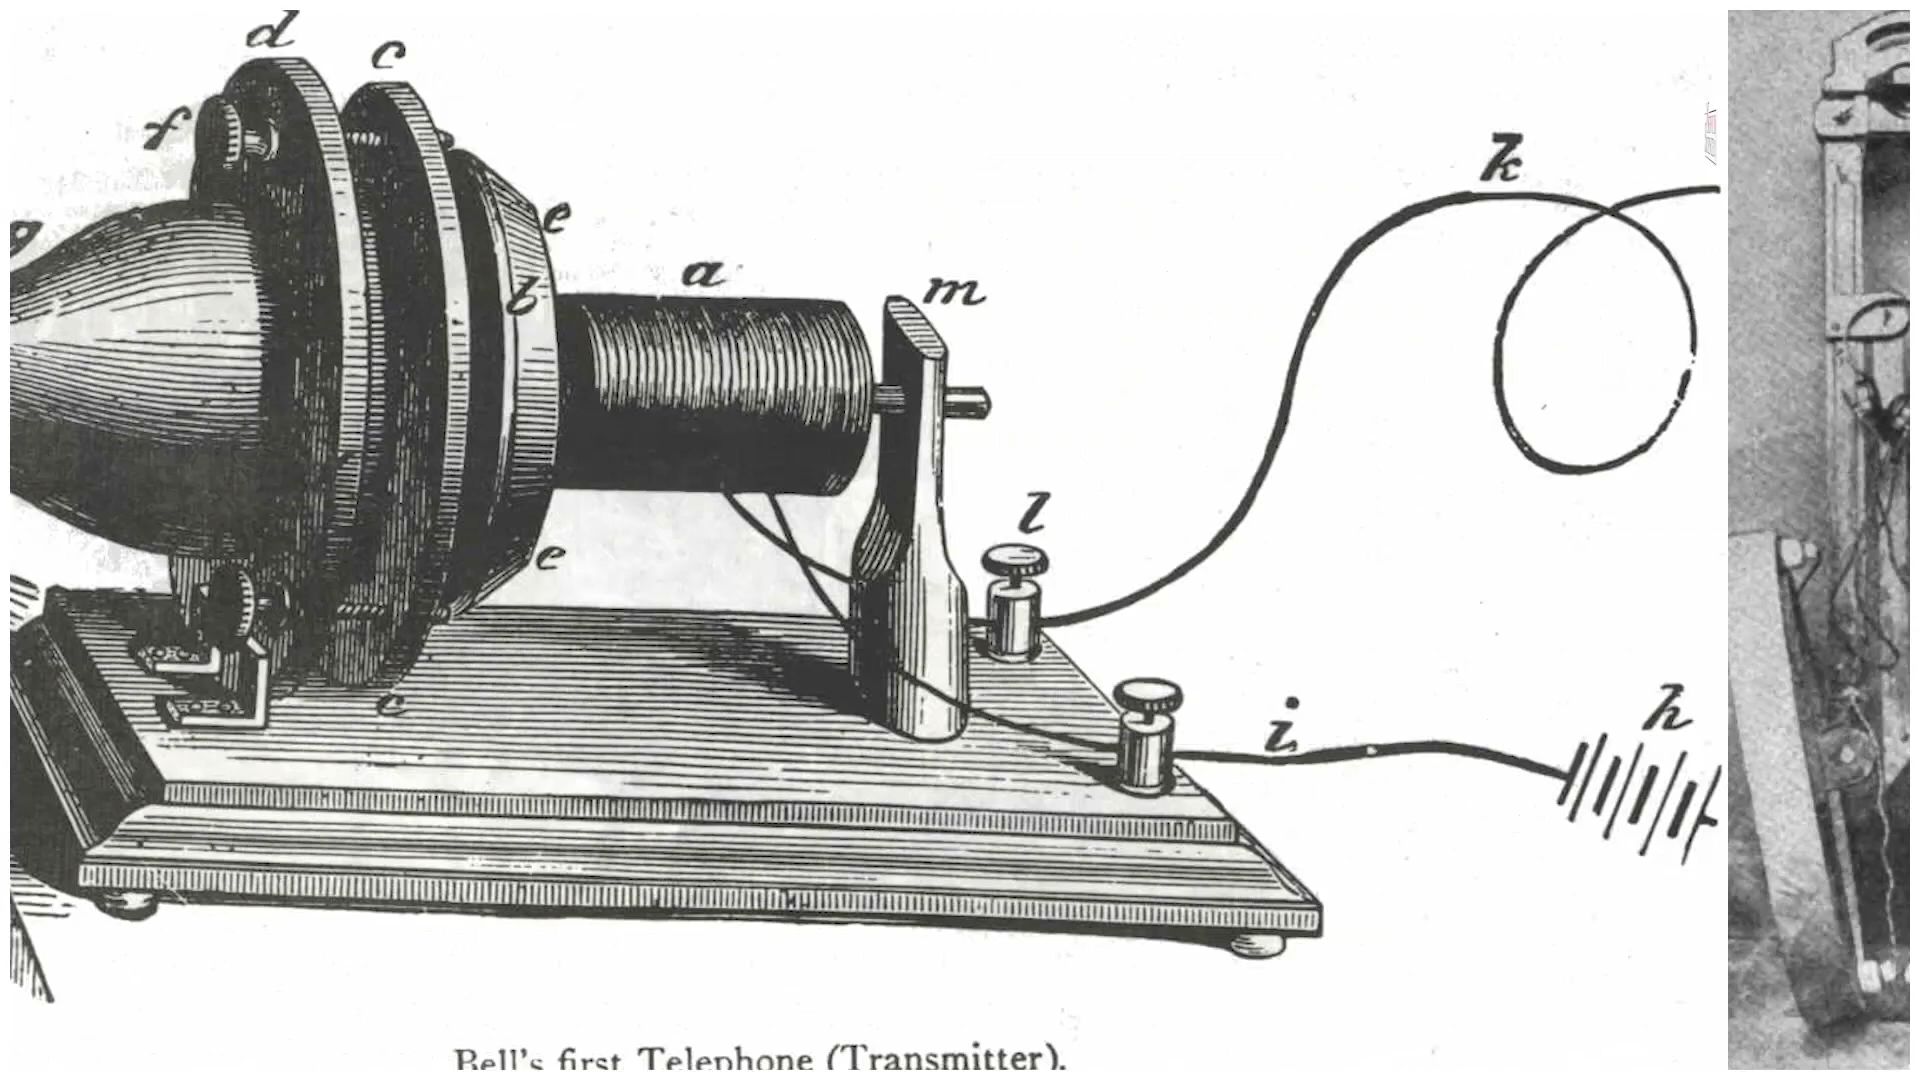 d
c
f
k
g
e
a
b
m
l
e
h
c
i
Bell's first Telephone (Transmitter).